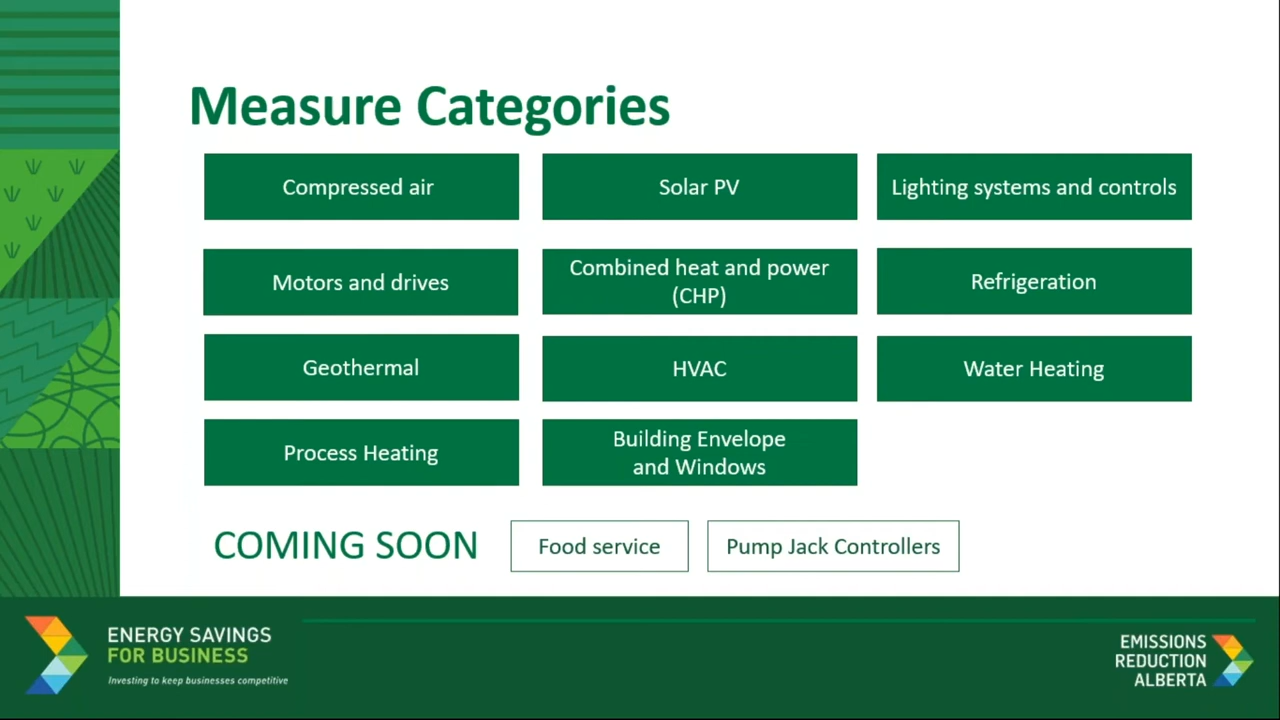 Measure Categories
Compressed air
Solar PV
Lighting systems and controls
Motors and drives
Combined heat and power
(CHP)
Refrigeration
Geothermal
HVAC
Water Heating
Process Heating
Building Envelope
and Windows
COMING SOON
Food service
Pump Jack Controllers
ENERGY SAVINGS
FOR BUSINESS
Investing to keep businesses competitive
EMISSIONS
REDUCTION
ALBERTA